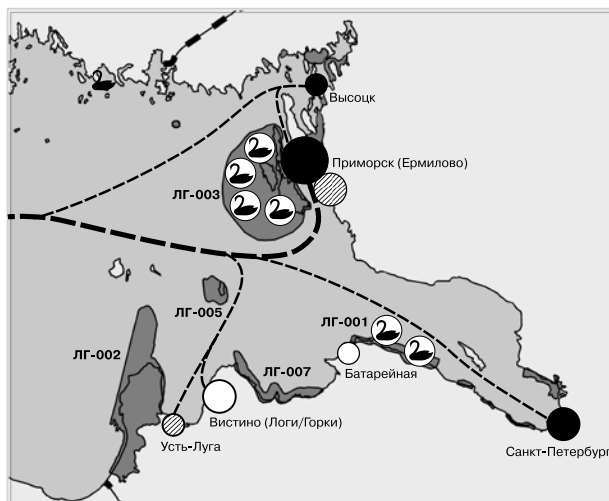 Высоцк
Приморск (Ермилово)
ЛГ-003
ЛГ-005
ЛГ-001
ЛГ-002
Батарейная
ЛГ-007
Вистино (Логи/Горки)
Усть-Луга
Санкт-Петербург